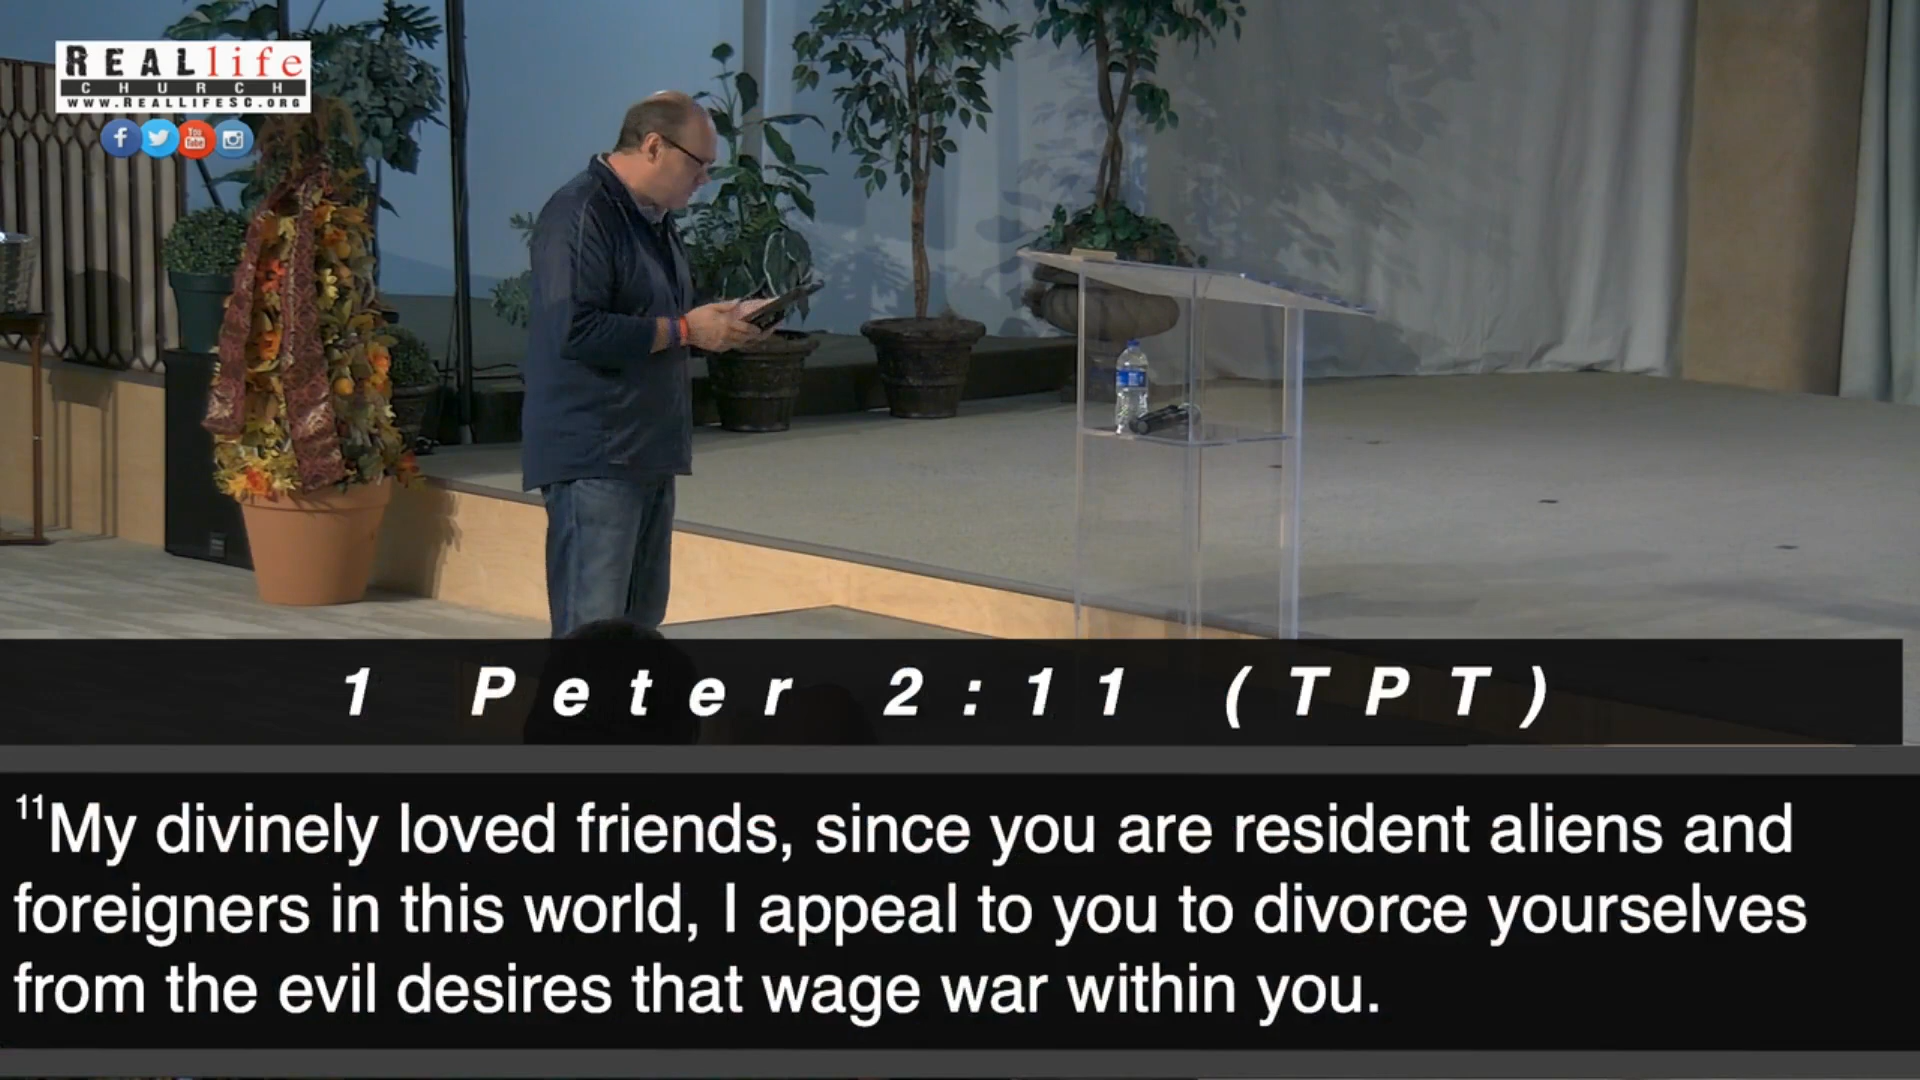 REALlife
CHURCH
WWW.REALLIFESC.ORG
You
Tube
1 Peter 2:11 (TPT)
11My divinely loved friends, since you are resident aliens and
foreigners in this world, I appeal to you to divorce yourselves
from the evil desires that wage war within you.